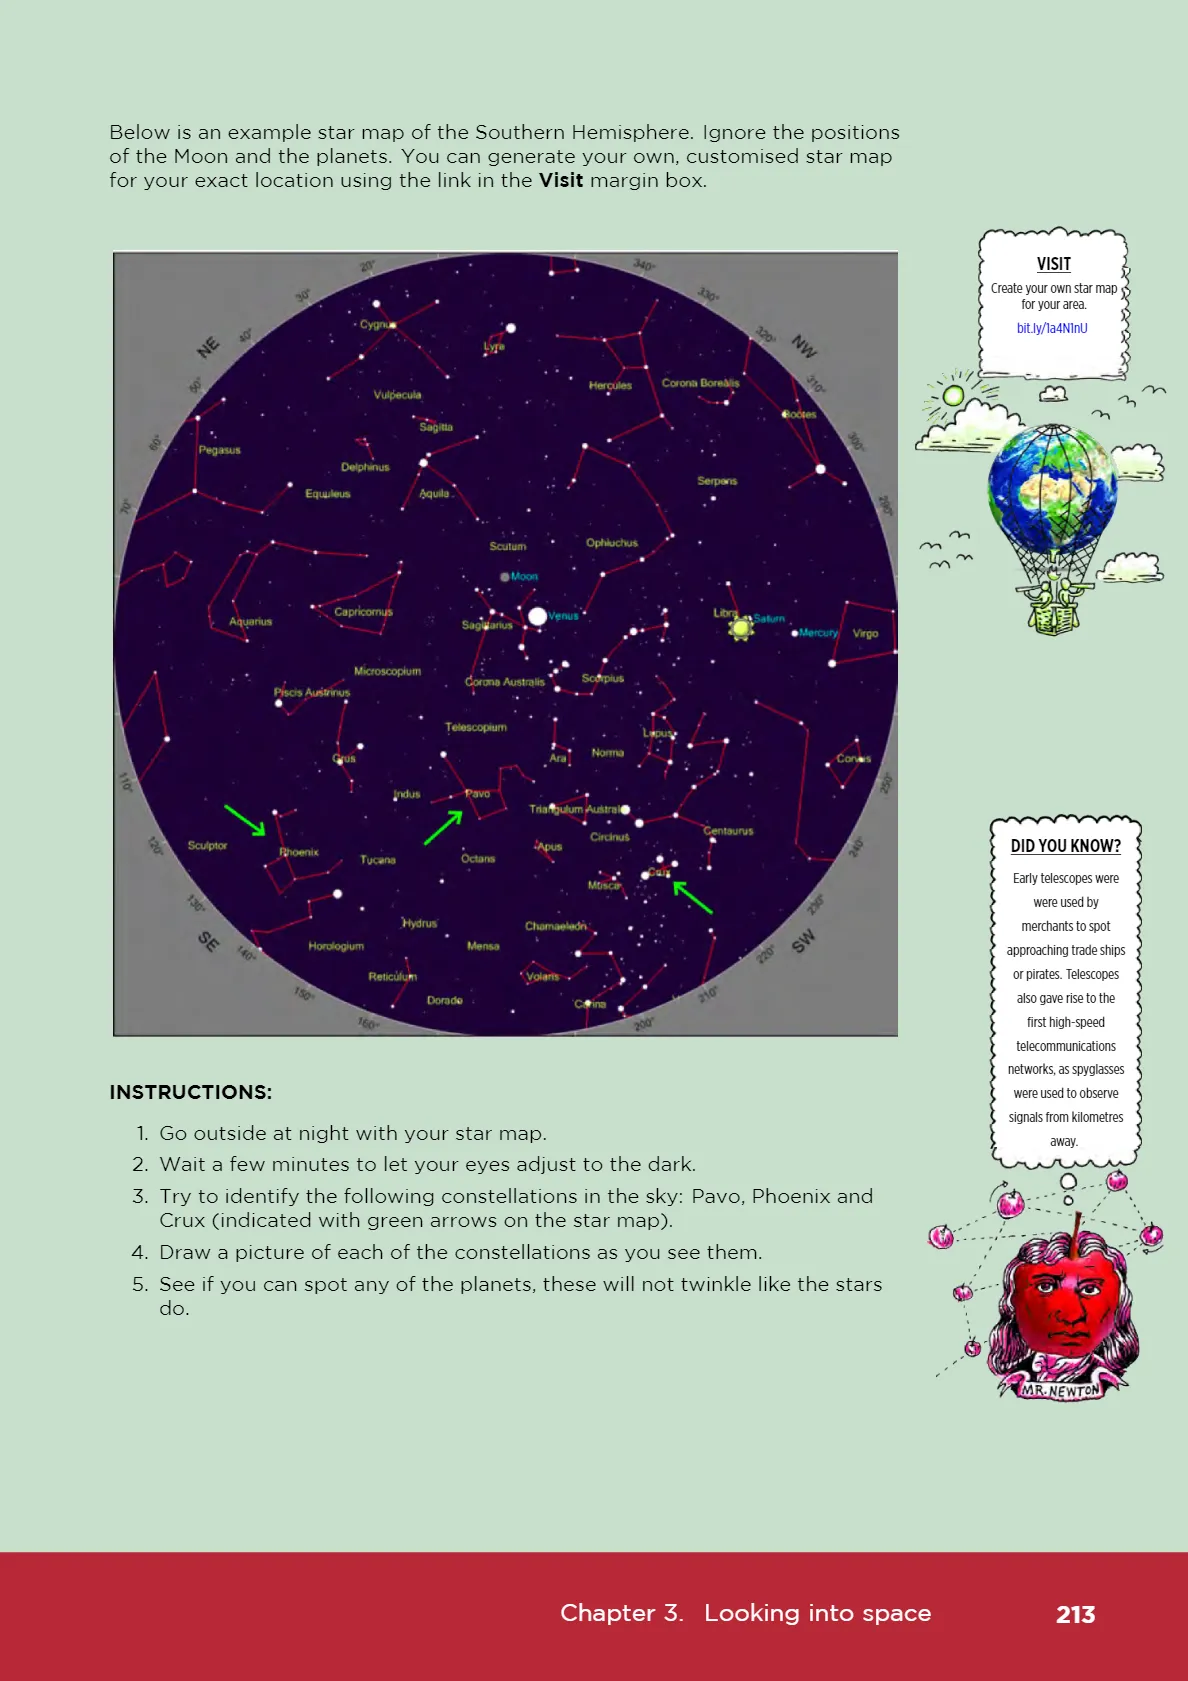 Below is an example star map of the Southern Hemisphere. Ignore the positions
of the Moon and the planets. You can generate your own, customised star map
for your exact location using the link in the Visit margin box.
VISIT
Create your own star map
for your area.
bit.ly/1a4N1nU
20°
340°
30°
330°
40°
320°
NE
NW
50°
310°
60°
300°
70°
290°
Cygnus
Lyra
Hercules
Corona Borealis
Vulpecula
Bootes
Sagitta
Pegasus
Delphinus
Serpens
Equuleus
Aquila
Scutum
Ophiuchus
Moon
Capricornus
Venus
Libra
Saturn
Aquarius
Sagittarius
Mercury
Virgo
Microscopium
Corona Australis
Scorpius
Piscis Austrinus
Telescopium
Lupus
Norma
Grus
Ara
Corvus
110°
250°
Indus
Pavo
Triangulum Australe
Circinus
Centaurus
Sculptor
Phoenix
Apus
Tucana
Octans
Crux
120°
240°
Musca
130°
230°
Hydrus
Chamaeleon
SE
SW
Horologium
Mensa
140°
220°
Reticulum
Volans
150°
210°
Dorado
Carina
160°
200°
DID YOU KNOW?
Early telescopes were
were used by
merchants to spot
approaching trade ships
or pirates. Telescopes
also gave rise to the
first high-speed
telecommunications
networks, as spyglasses
were used to observe
signals from kilometres
away.
MR. NEWTON
INSTRUCTIONS:
1. Go outside at night with your star map.
2. Wait a few minutes to let your eyes adjust to the dark.
3. Try to identify the following constellations in the sky: Pavo, Phoenix and
Crux (indicated with green arrows on the star map).
4. Draw a picture of each of the constellations as you see them.
5. See if you can spot any of the planets, these will not twinkle like the stars
do.
Chapter 3. Looking into space
213